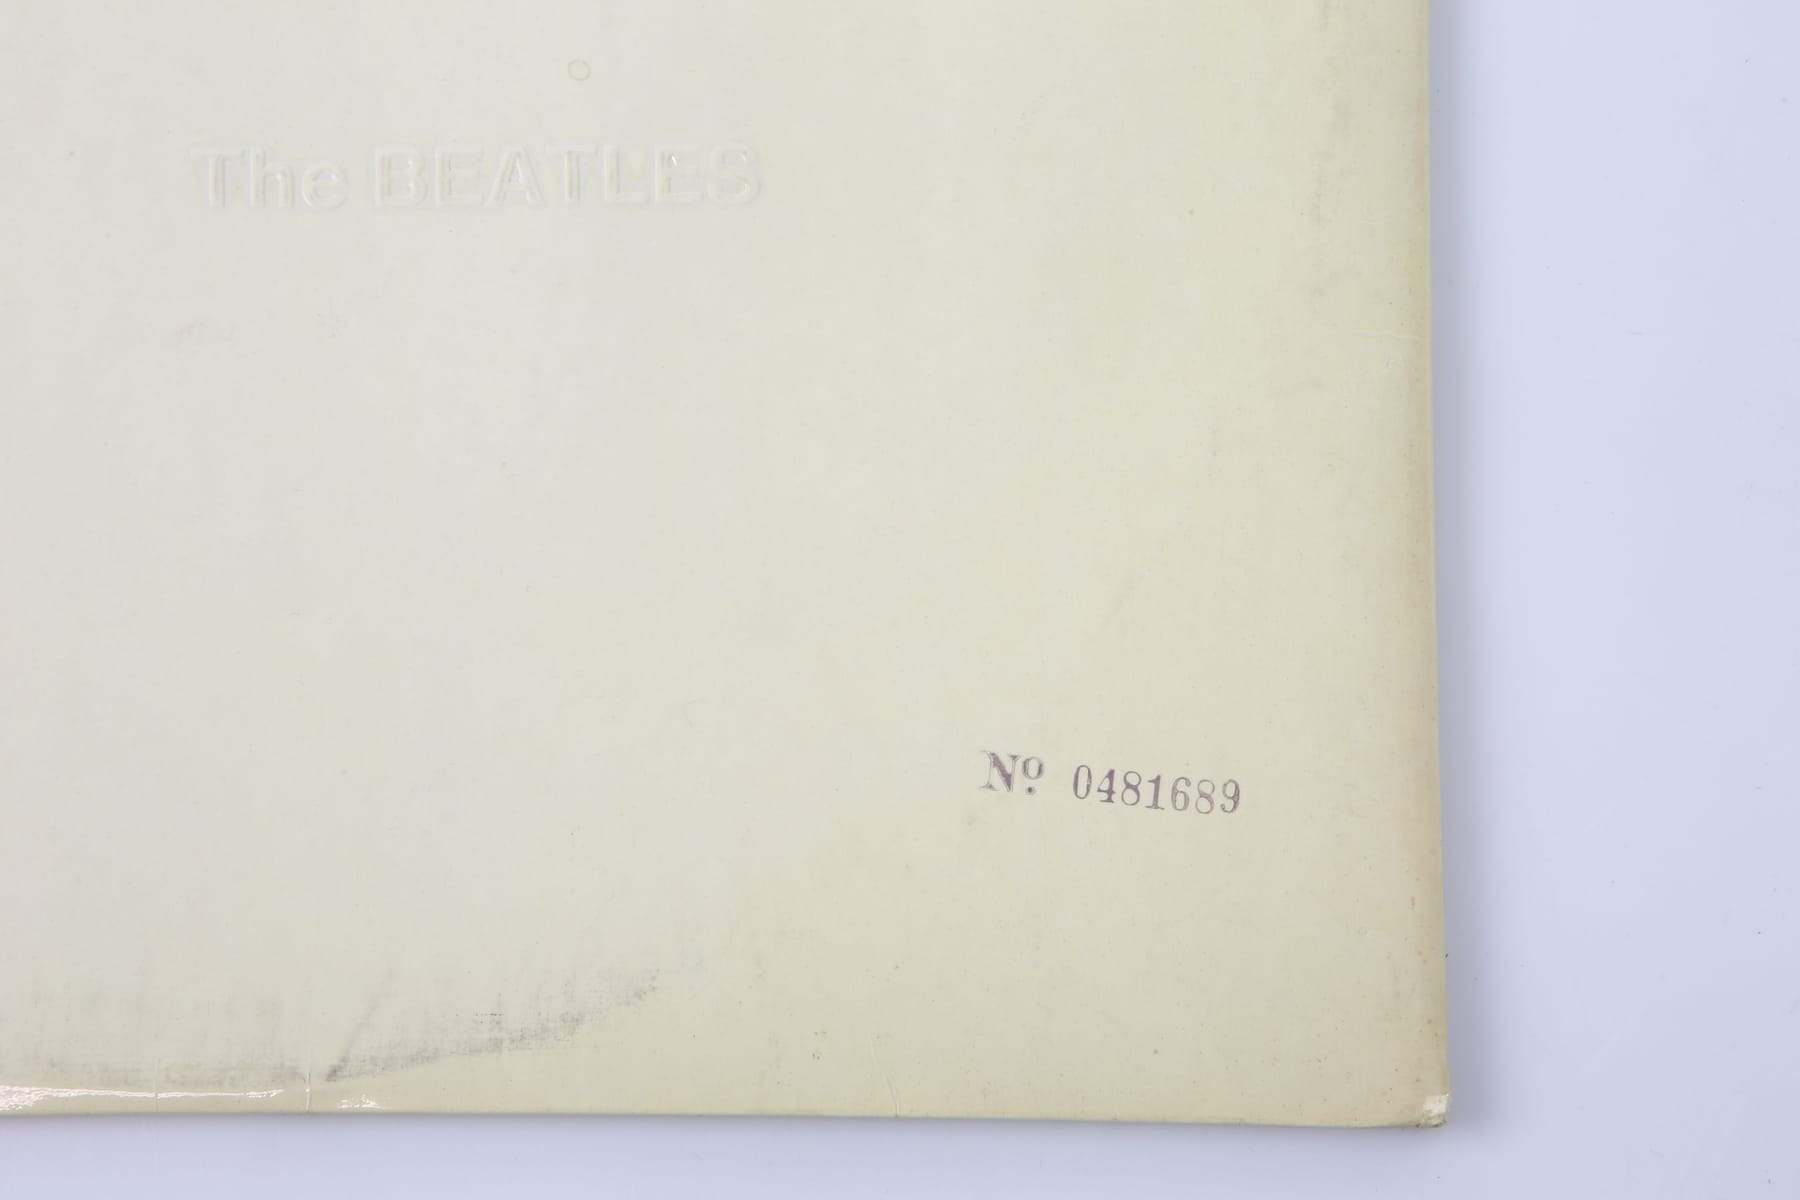 The BEATLES
Nº 0481689